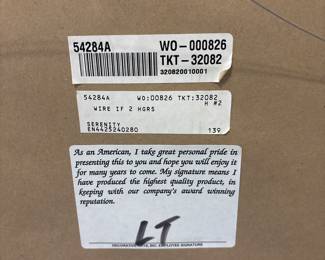 54284A WO-000826
TKT-32082
320820010001
54284A WO:00826 TKT:32082
H #2
WIRE IF 2 HGRS
SERENITY
EN4425240280 139
As an American, I take great personal pride in
presenting this to you and hope you will enjoy it
for many years to come. My signature means I
have produced the highest quality product, in
keeping with our company's award winning
reputation.
LT
INC. EMPLOYEE SIGNATURE